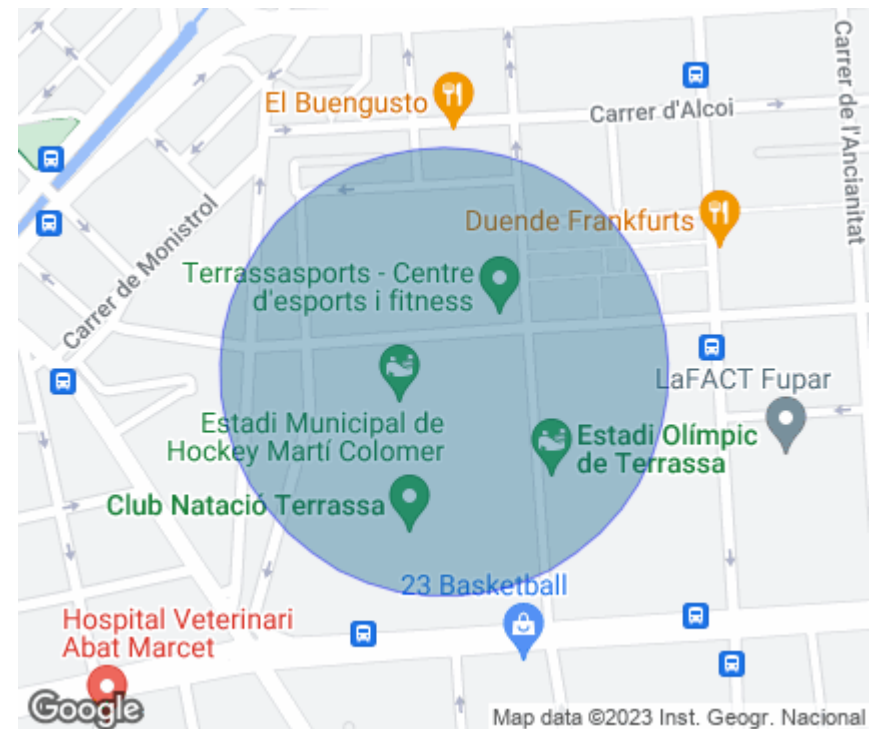 El Buengusto
Carrer d'Alcoi
Carrer de l'Ancianitat
Duende Frankfurts
Carrer de Monistrol
Terrassasports - Centre
d'esports i fitness
LaFACT Fupar
Estadi Municipal de
Hockey Martí Colomer
Estadi Olímpic
de Terrassa
Club Natació Terrassa
23 Basketball
Hospital Veterinari
Abat Marcet
Google
Map data ©2023 Inst. Geogr. Nacional